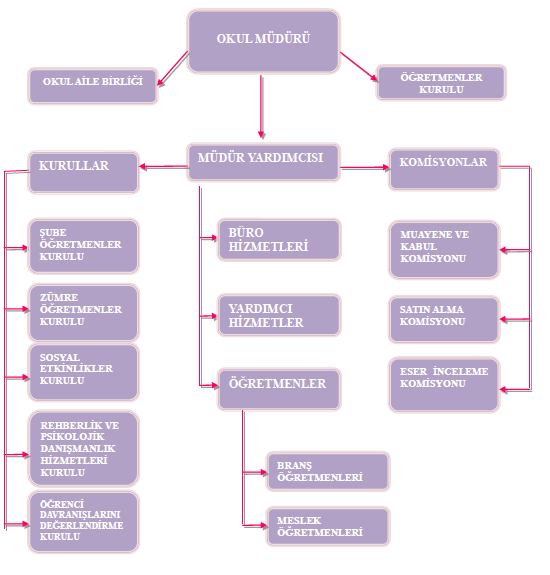 OKUL MÜDÜRÜ
OKUL AİLE BİRLİĞİ
ÖĞRETMENLER
KURULU
KURULLAR
MÜDÜR YARDIMCISI
KOMİSYONLAR
ŞUBE
ÖĞRETMENLER
KURULU
ZÜMRE
ÖĞRETMENLER
KURULU
SOSYAL
ETKİNLİKLER
KURULU
REHBERLİK VE
PSİKOLOJİK
DANIŞMANLIK
HİZMETLERİ
KURULU
ÖĞRENCİ
DAVRANIŞLARINI
DEĞERLENDİRME
KURULU
BÜRO
HİZMETLERİ
YARDIMCI
HİZMETLER
ÖĞRETMENLER
BRANŞ
ÖĞRETMENLERİ
MESLEK
ÖĞRETMENLERİ
MUAYENE VE
KABUL
KOMİSYONU
SATIN ALMA
KOMİSYONU
ESER İNCELEME
KOMİSYONU